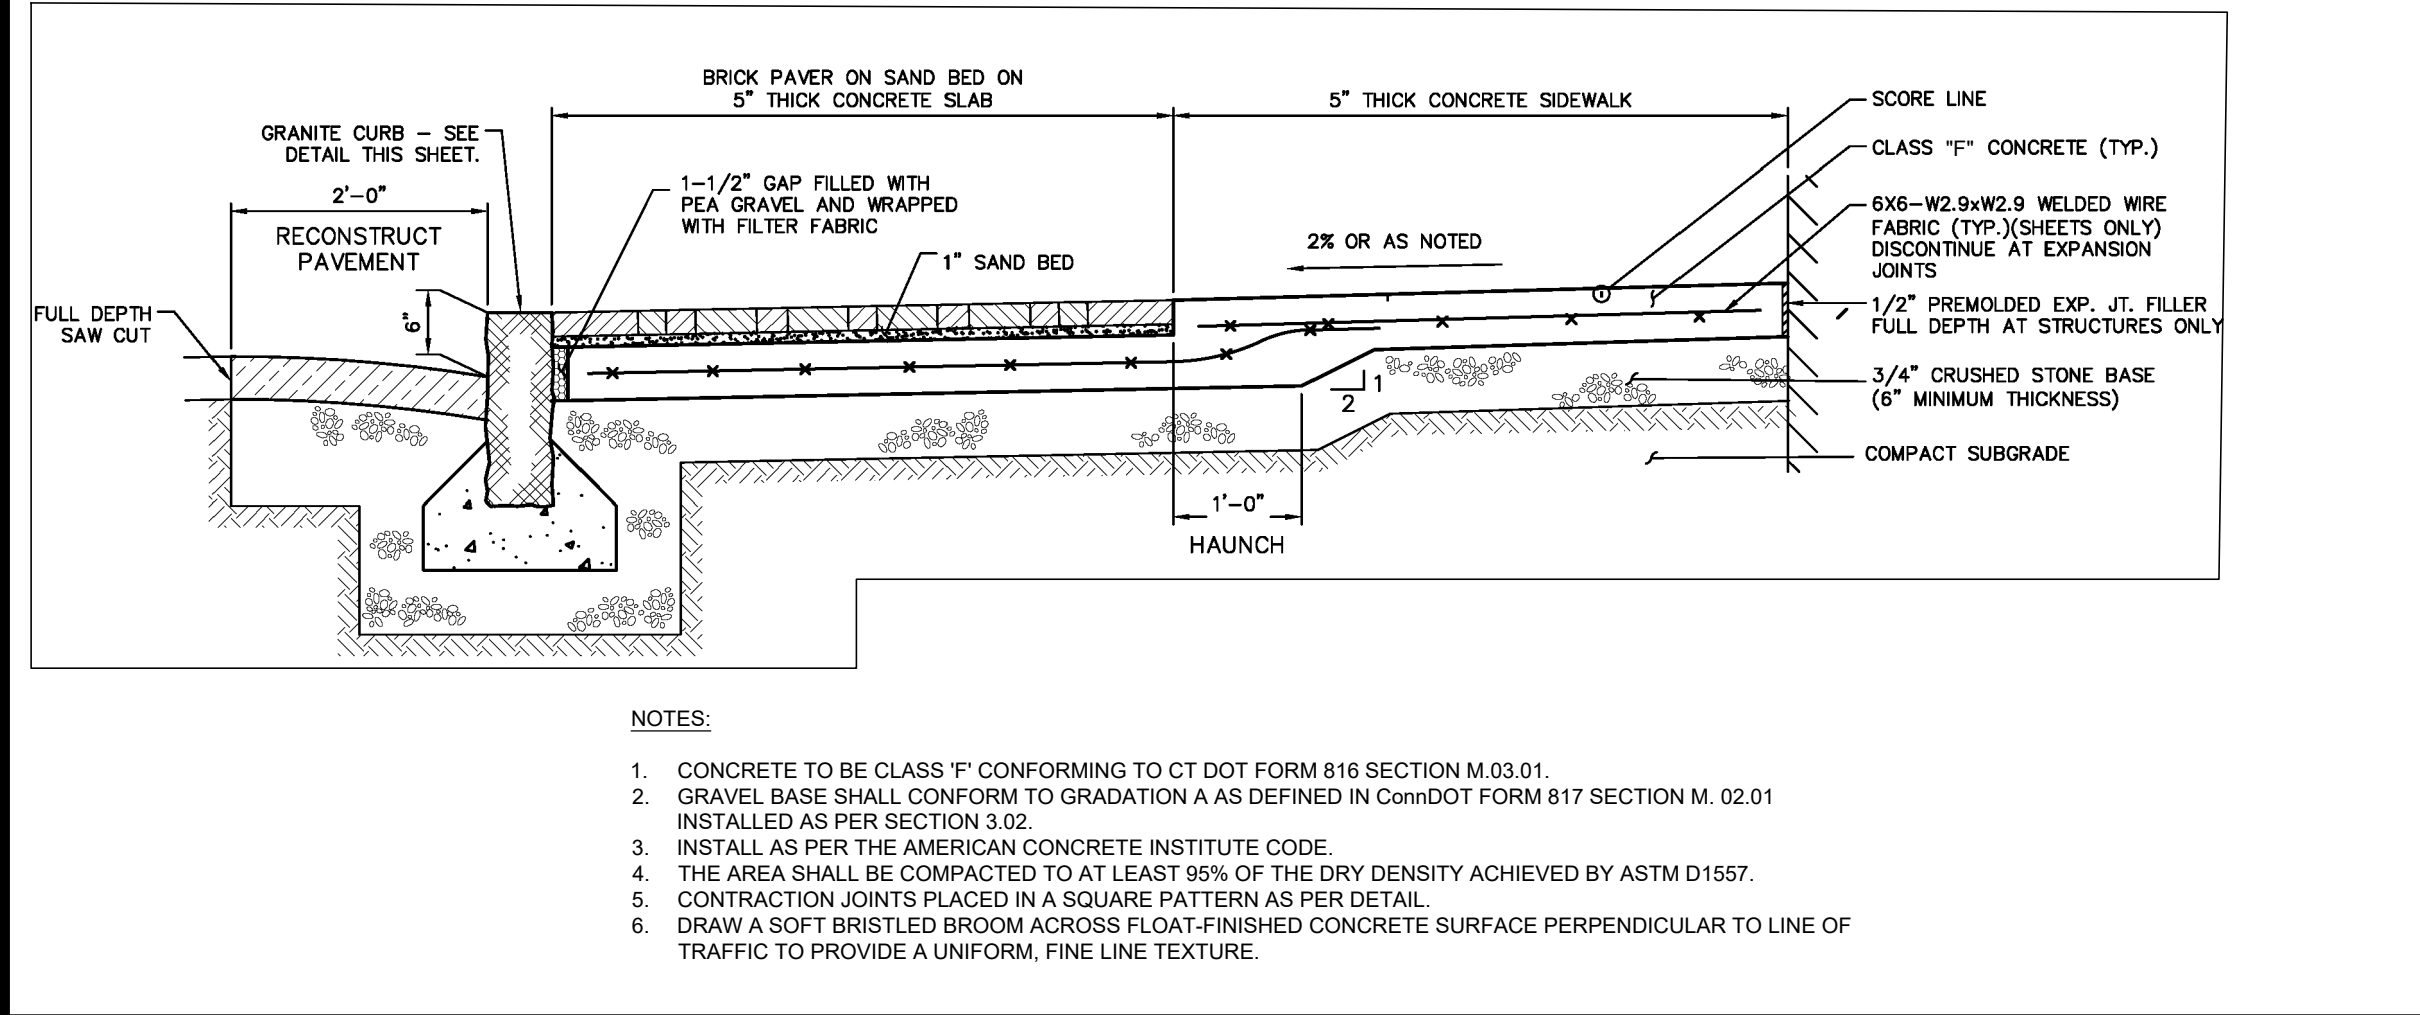 BRICK PAVER ON SAND BED ON
5" THICK CONCRETE SLAB
5" THICK CONCRETE SIDEWALK
SCORE LINE
GRANITE CURB – SEE
DETAIL THIS SHEET.
CLASS "F" CONCRETE (TYP.)
2'-0"
1-1/2" GAP FILLED WITH
PEA GRAVEL AND WRAPPED
WITH FILTER FABRIC
6X6-W2.9xW2.9 WELDED WIRE
FABRIC (TYP.)(SHEETS ONLY)
DISCONTINUE AT EXPANSION
JOINTS
RECONSTRUCT
PAVEMENT
2% OR AS NOTED
1" SAND BED
FULL DEPTH
SAW CUT
6"
1/2" PREMOLDED EXP. JT. FILLER
FULL DEPTH AT STRUCTURES ONLY
1
2
3/4" CRUSHED STONE BASE
(6" MINIMUM THICKNESS)
COMPACT SUBGRADE
1'-0"
HAUNCH
NOTES:
1. CONCRETE TO BE CLASS 'F' CONFORMING TO CT DOT FORM 816 SECTION M.03.01.
2. GRAVEL BASE SHALL CONFORM TO GRADATION A AS DEFINED IN ConnDOT FORM 817 SECTION M. 02.01
INSTALLED AS PER SECTION 3.02.
3. INSTALL AS PER THE AMERICAN CONCRETE INSTITUTE CODE.
4. THE AREA SHALL BE COMPACTED TO AT LEAST 95% OF THE DRY DENSITY ACHIEVED BY ASTM D1557.
5. CONTRACTION JOINTS PLACED IN A SQUARE PATTERN AS PER DETAIL.
6. DRAW A SOFT BRISTLED BROOM ACROSS FLOAT-FINISHED CONCRETE SURFACE PERPENDICULAR TO LINE OF
TRAFFIC TO PROVIDE A UNIFORM, FINE LINE TEXTURE.